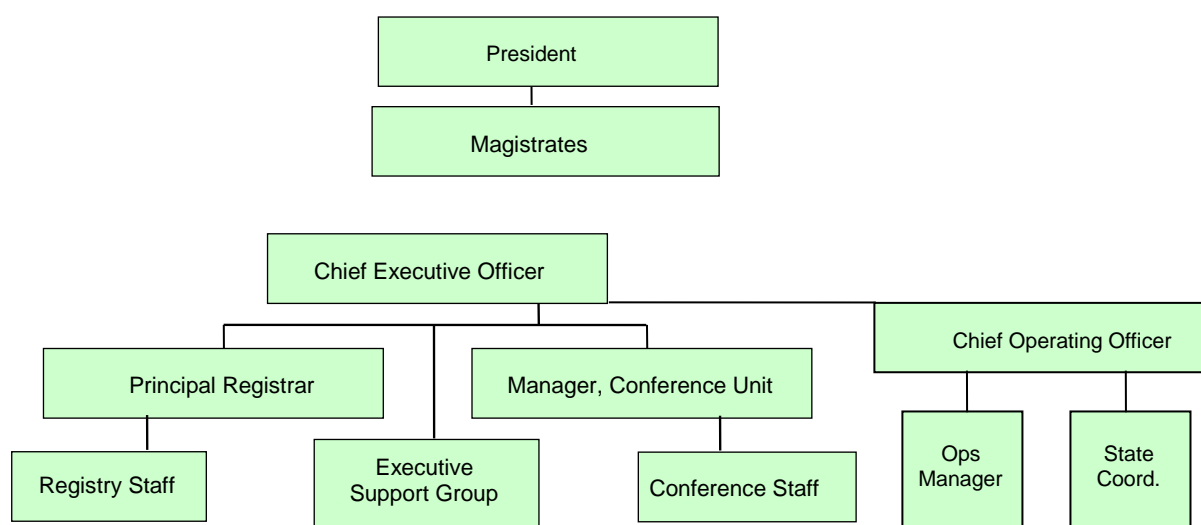 President
Magistrates
Chief Executive Officer
Chief Operating Officer
Principal Registrar
Manager, Conference Unit
Registry Staff
Executive
Support Group
Conference Staff
Ops
Manager
State
Coord.